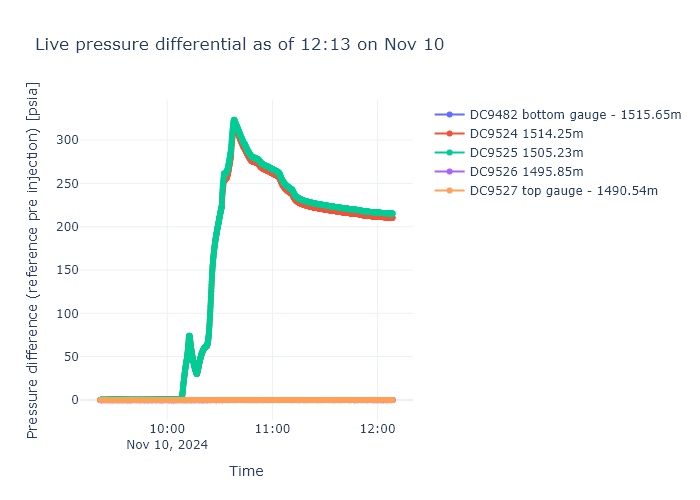 Live pressure differential as of 12:13 on Nov 10
Pressure difference (reference pre injection) [psia]
300
250
200
150
100
50
0
10:00
Nov 10, 2024
11:00
12:00
Time
DC9482 bottom gauge - 1515.65m
DC9524 1514.25m
DC9525 1505.23m
DC9526 1495.85m
DC9527 top gauge - 1490.54m